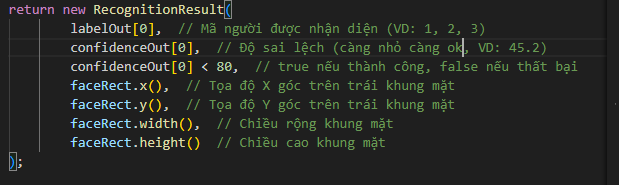 return new RecognitionResult(
labelOut[0], // Mã người được nhận diện (VD: 1, 2, 3)
confidenceOut[0], // Độ sai lệch (càng nhỏ càng ok, VD: 45.2)
confidenceOut[0] < 80, // true nếu thành công, false nếu thất bại
faceRect.x(), // Tọa độ X góc trên trái khung mặt
faceRect.y(), // Tọa độ Y góc trên trái khung mặt
faceRect.width(), // Chiều rộng khung mặt
faceRect.height() // Chiều cao khung mặt
);